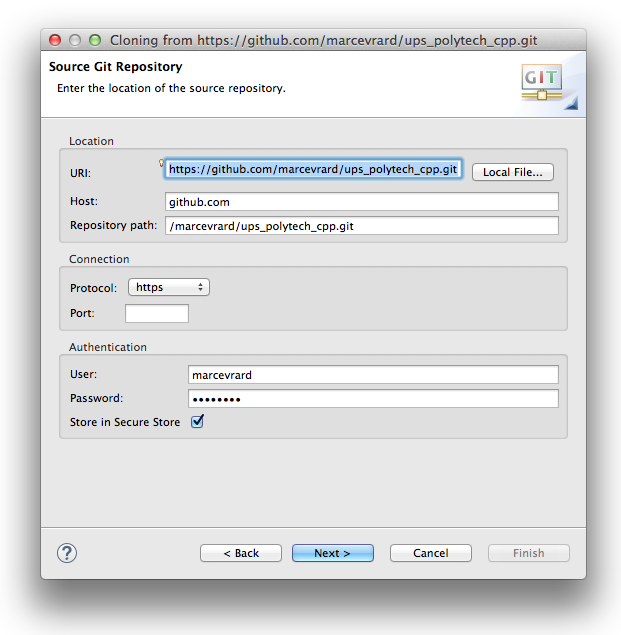 Cloning from https://github.com/marcevrard/ups_polytech_cpp.git
Source Git Repository
Enter the location of the source repository.
GIT
Location
URI: https://github.com/marcevrard/ups_polytech_cpp.git Local File...
Host: github.com
Repository path: /marcevrard/ups_polytech_cpp.git
Connection
Protocol: https
Port:
Authentication
User: marcevrard
Password: ••••••••
Store in Secure Store
? < Back Next > Cancel Finish